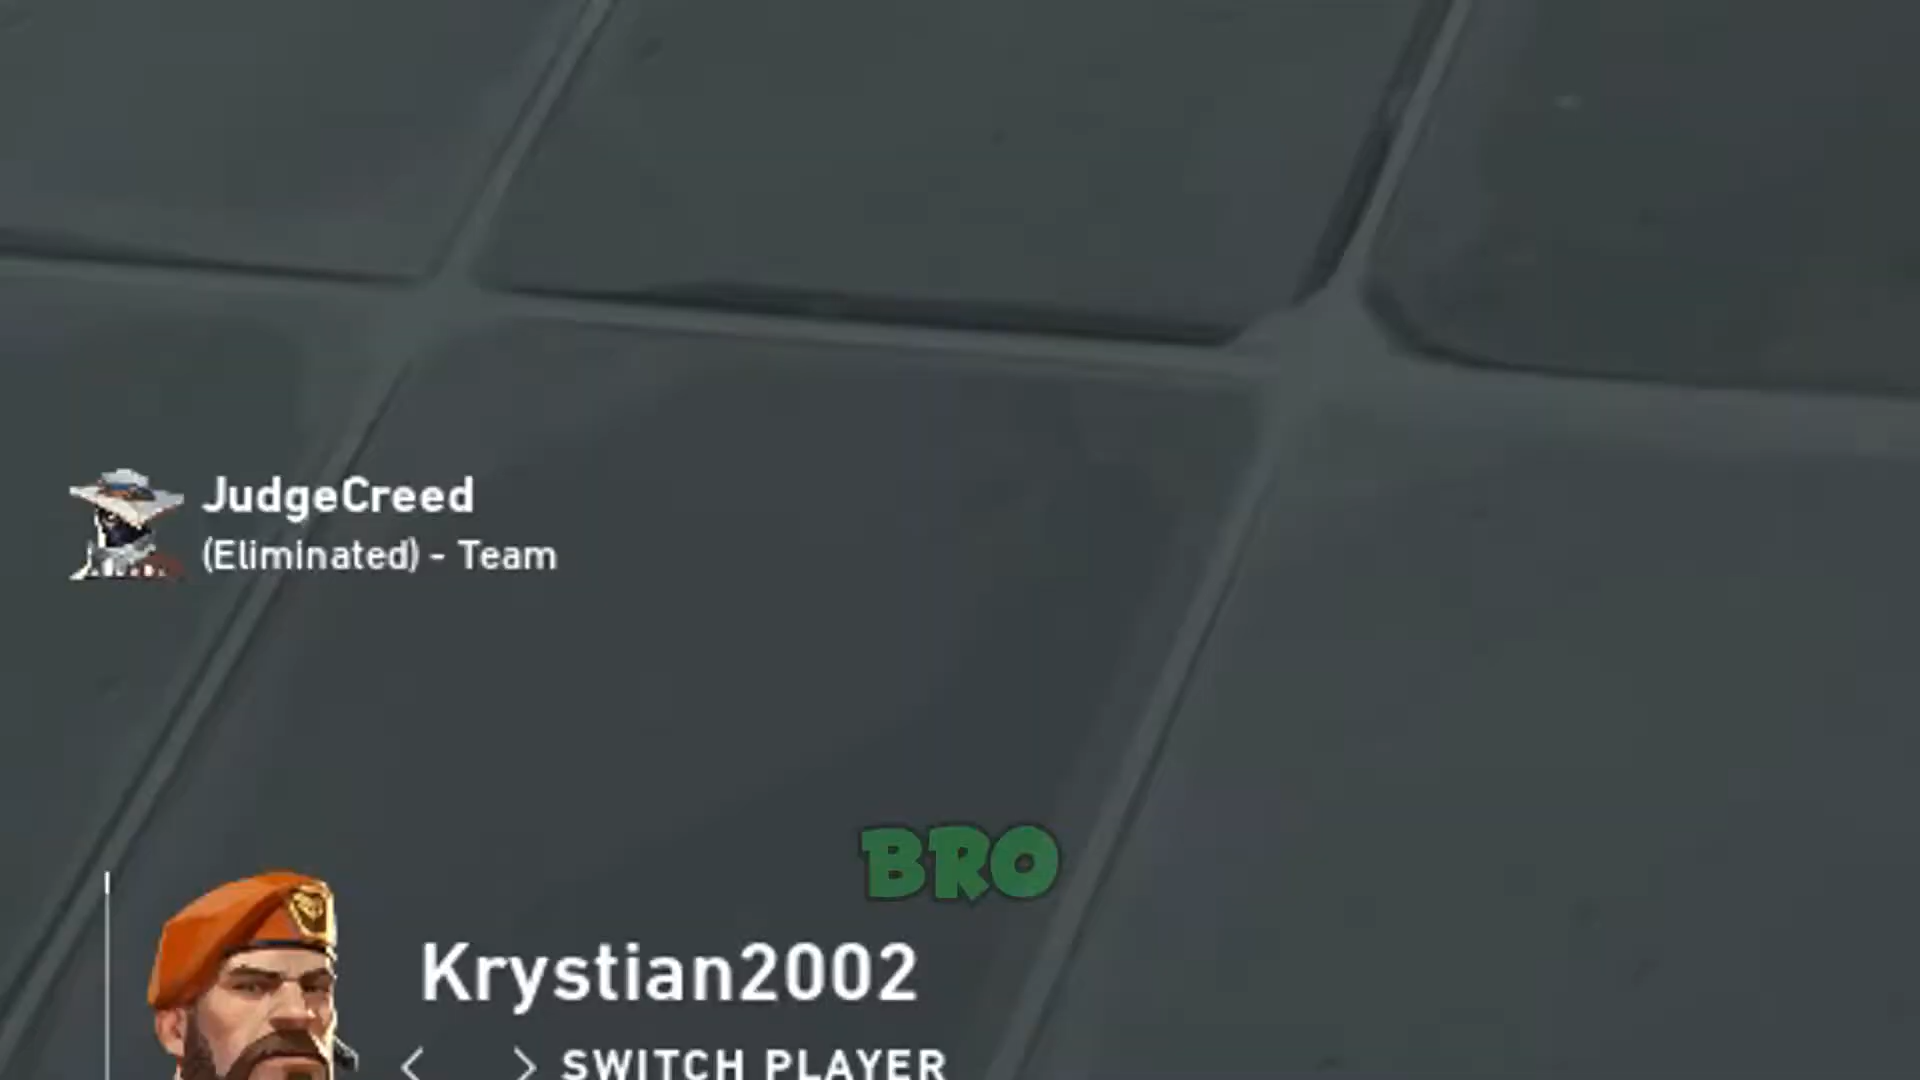 JudgeCreed
(Eliminated) - Team
BRO
Krystian2002
< > SWITCH PLAYER